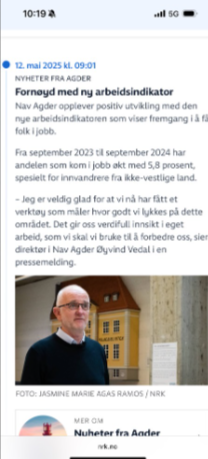 10:19
5G
12. mai 2025 kl. 09:01
NYHETER FRA AGDER
Fornøyd med ny arbeidsindikator
Nav Agder opplever positiv utvikling med den
nye arbeidsindikatoren som viser fremgang i å få
folk i jobb.
Fra september 2023 til september 2024 har
andelen som kom i jobb økt med 5,8 prosent,
spesielt for innvandrere fra ikke-vestlige land.
– Jeg er veldig glad for at vi nå har fått et
verktøy som måler hvor godt vi lykkes på dette
området. Det gir oss verdifull innsikt i eget
arbeid, som vi skal vi bruke til å forbedre oss, sier
direktør i Nav Agder Øyvind Vedal i en
pressemelding.
FOTO: JASMINE MARIE AGAS RAMOS / NRK
MER OM
Nyheter fra Agder
nrk.no